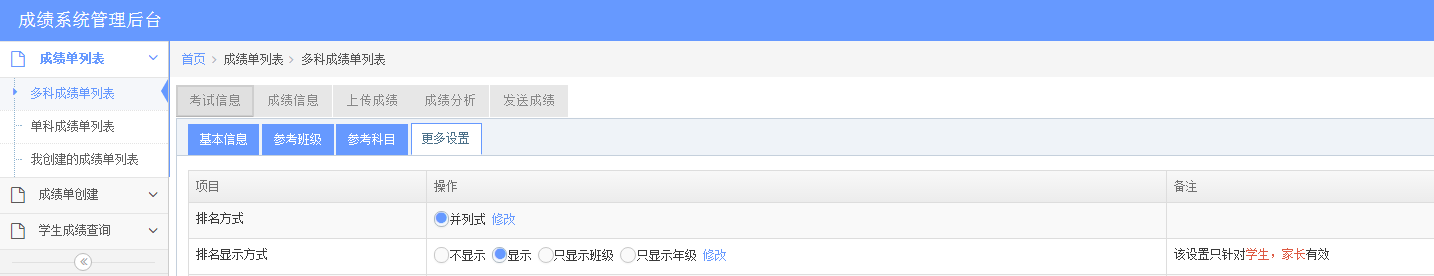 成绩系统管理后台
成绩单列表
多科成绩单列表
单科成绩单列表
我创建的成绩单列表
成绩单创建
学生成绩查询
首页 > 成绩单列表 > 多科成绩单列表
考试信息 成绩信息 上传成绩 成绩分析 发送成绩
基本信息 参考班级 参考科目 更多设置
项目 操作 备注
排名方式 并列式 修改
排名显示方式 不显示 显示 只显示班级 只显示年级 修改 该设置只针对学生，家长有效